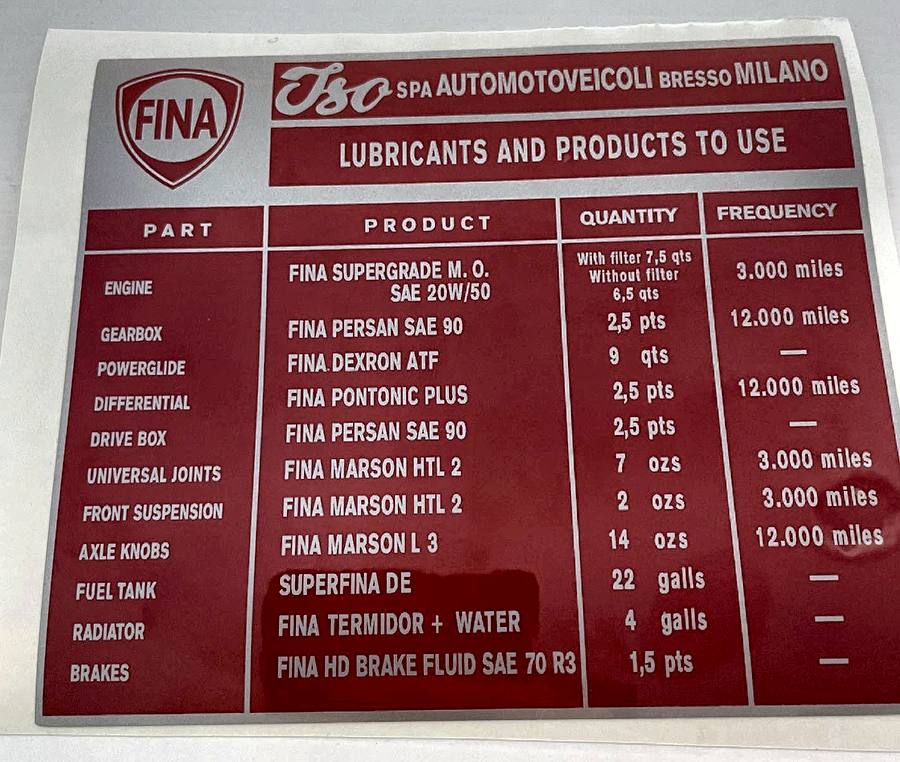 FINA
Iso SPA AUTOMOTOVEICOLI BRESSO MILANO
LUBRICANTS AND PRODUCTS TO USE
PART PRODUCT QUANTITY FREQUENCY
ENGINE FINA SUPERGRADE M. O. SAE 20W/50 With filter 7,5 qts Without filter 6,5 qts 3.000 miles
GEARBOX FINA PERSAN SAE 90 2,5 pts 12.000 miles
POWERGLIDE FINA DEXRON ATF 9 qts —
DIFFERENTIAL FINA PONTONIC PLUS 2,5 pts 12.000 miles
DRIVE BOX FINA PERSAN SAE 90 2,5 pts —
UNIVERSAL JOINTS FINA MARSON HTL 2 7 ozs 3.000 miles
FRONT SUSPENSION FINA MARSON HTL 2 2 ozs 3.000 miles
AXLE KNOBS FINA MARSON L 3 14 ozs 12.000 miles
FUEL TANK SUPERFINA DE 22 galls —
RADIATOR FINA TERMIDOR + WATER 4 galls —
BRAKES FINA HD BRAKE FLUID SAE 70 R3 1,5 pts —